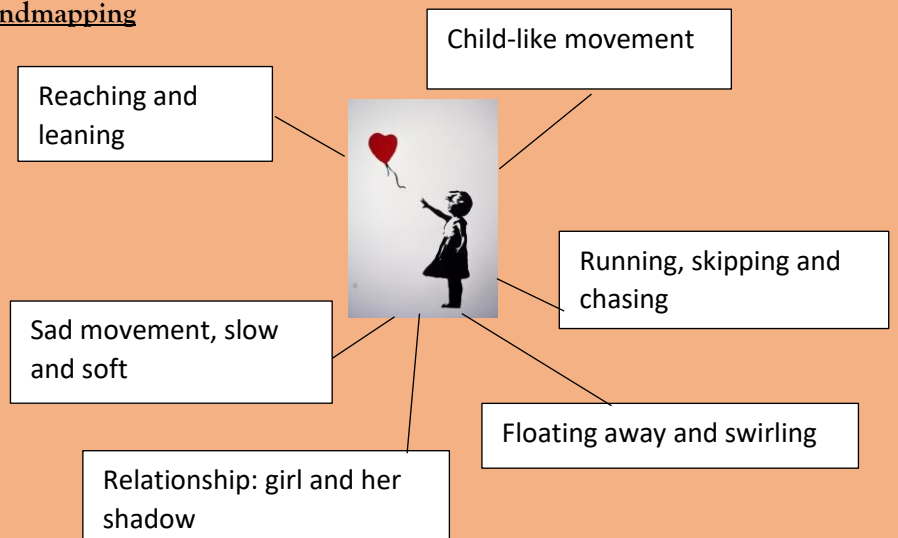 ndmapping
Child-like movement
Reaching and
leaning
Running, skipping and
chasing
Sad movement, slow
and soft
Floating away and swirling
Relationship: girl and her
shadow